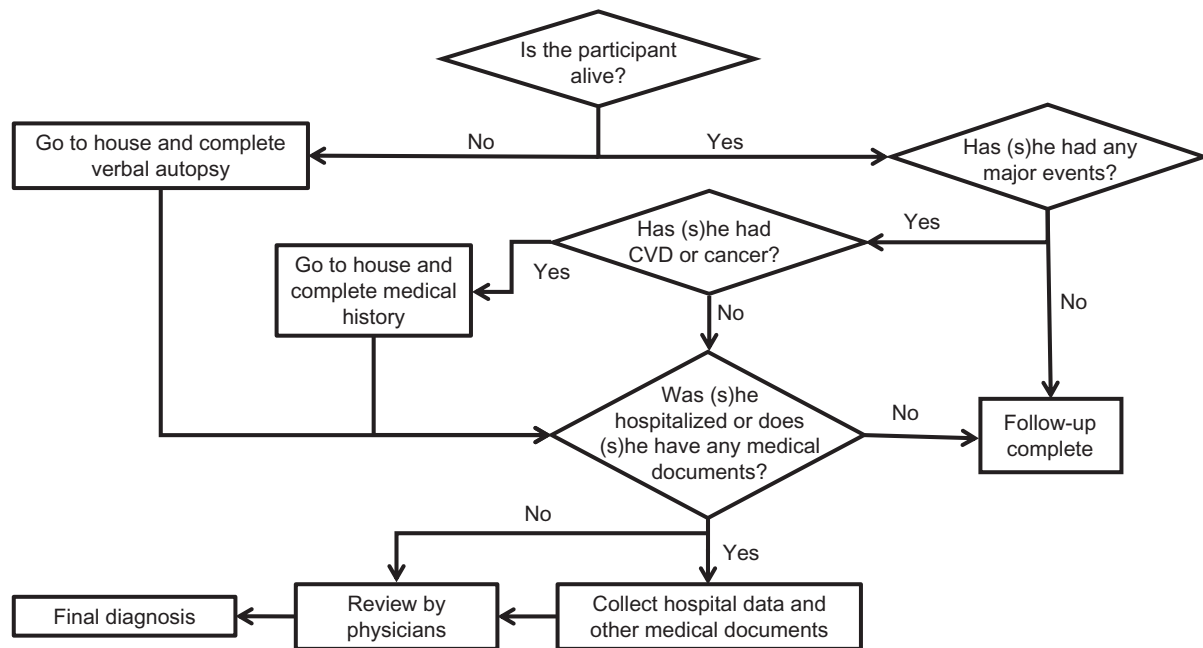 Is the participant
alive?
No
Yes
Go to house and complete
verbal autopsy
Has (s)he had any
major events?
Yes
Has (s)he had
CVD or cancer?
Yes
Go to house and
complete medical
history
No
No
Was (s)he
hospitalized or does
(s)he have any medical
documents?
No
Follow-up
complete
No
Yes
Final diagnosis
Review by
physicians
Collect hospital data and
other medical documents